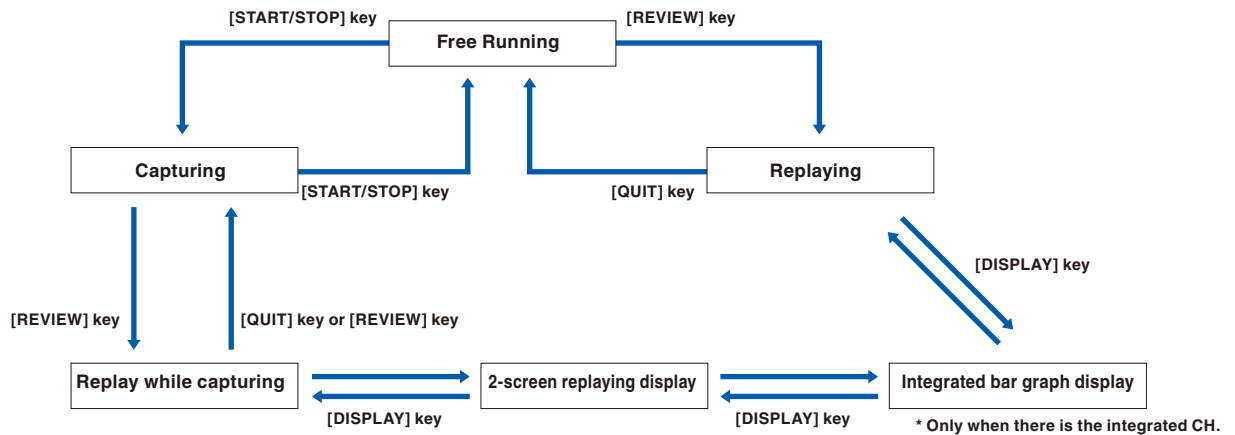 [START/STOP] key
Free Running
[REVIEW] key
Capturing
[START/STOP] key
Replaying
[QUIT] key
[DISPLAY] key
[REVIEW] key
[QUIT] key or [REVIEW] key
Replay while capturing
2-screen replaying display
Integrated bar graph display
[DISPLAY] key
[DISPLAY] key
* Only when there is the integrated CH.